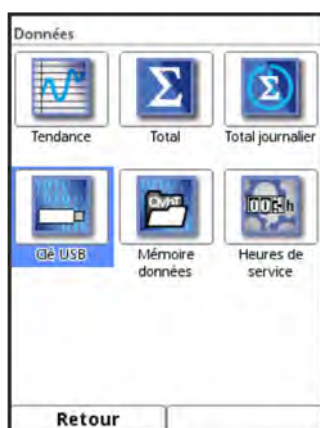 Données
Tendance
Total
Total journalier
Clé USB
Mémoire
données
Heures de
service
Retour